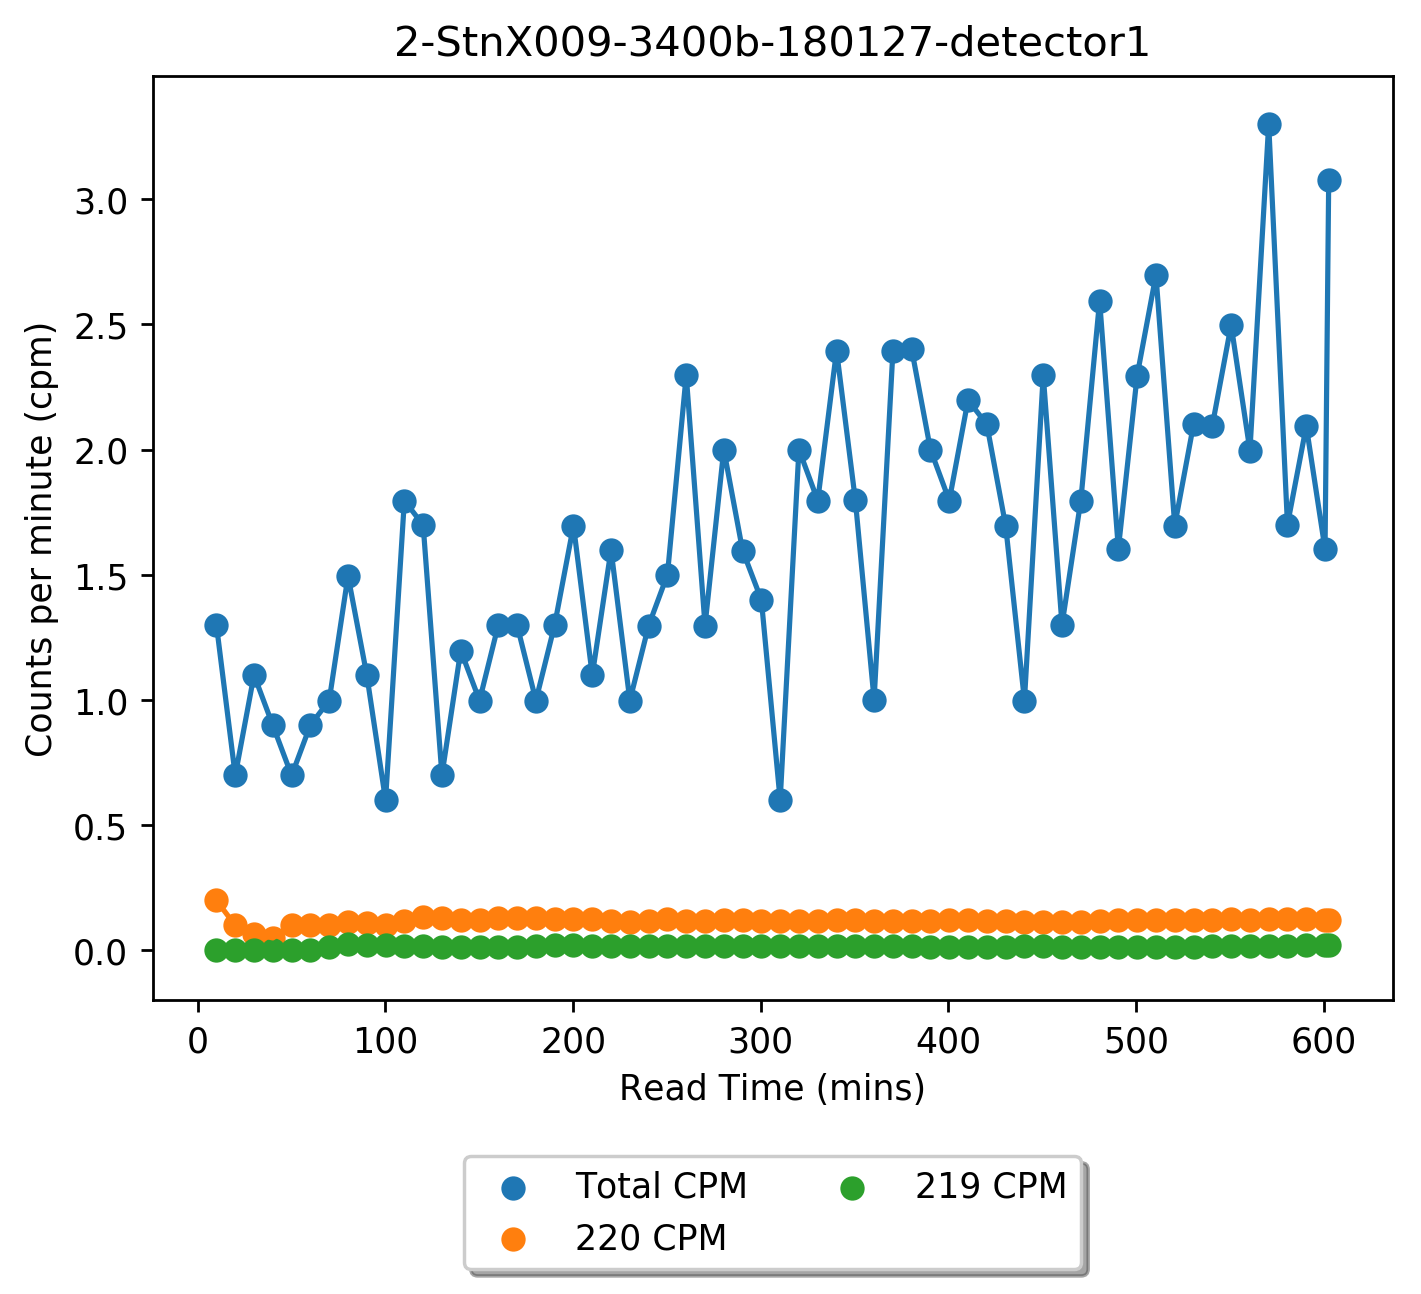 2-StnX009-3400b-180127-detector1
Counts per minute (cpm)
3.0
2.5
2.0
1.5
1.0
0.5
0.0
0 100 200 300 400 500 600
Read Time (mins)
Total CPM 219 CPM
220 CPM